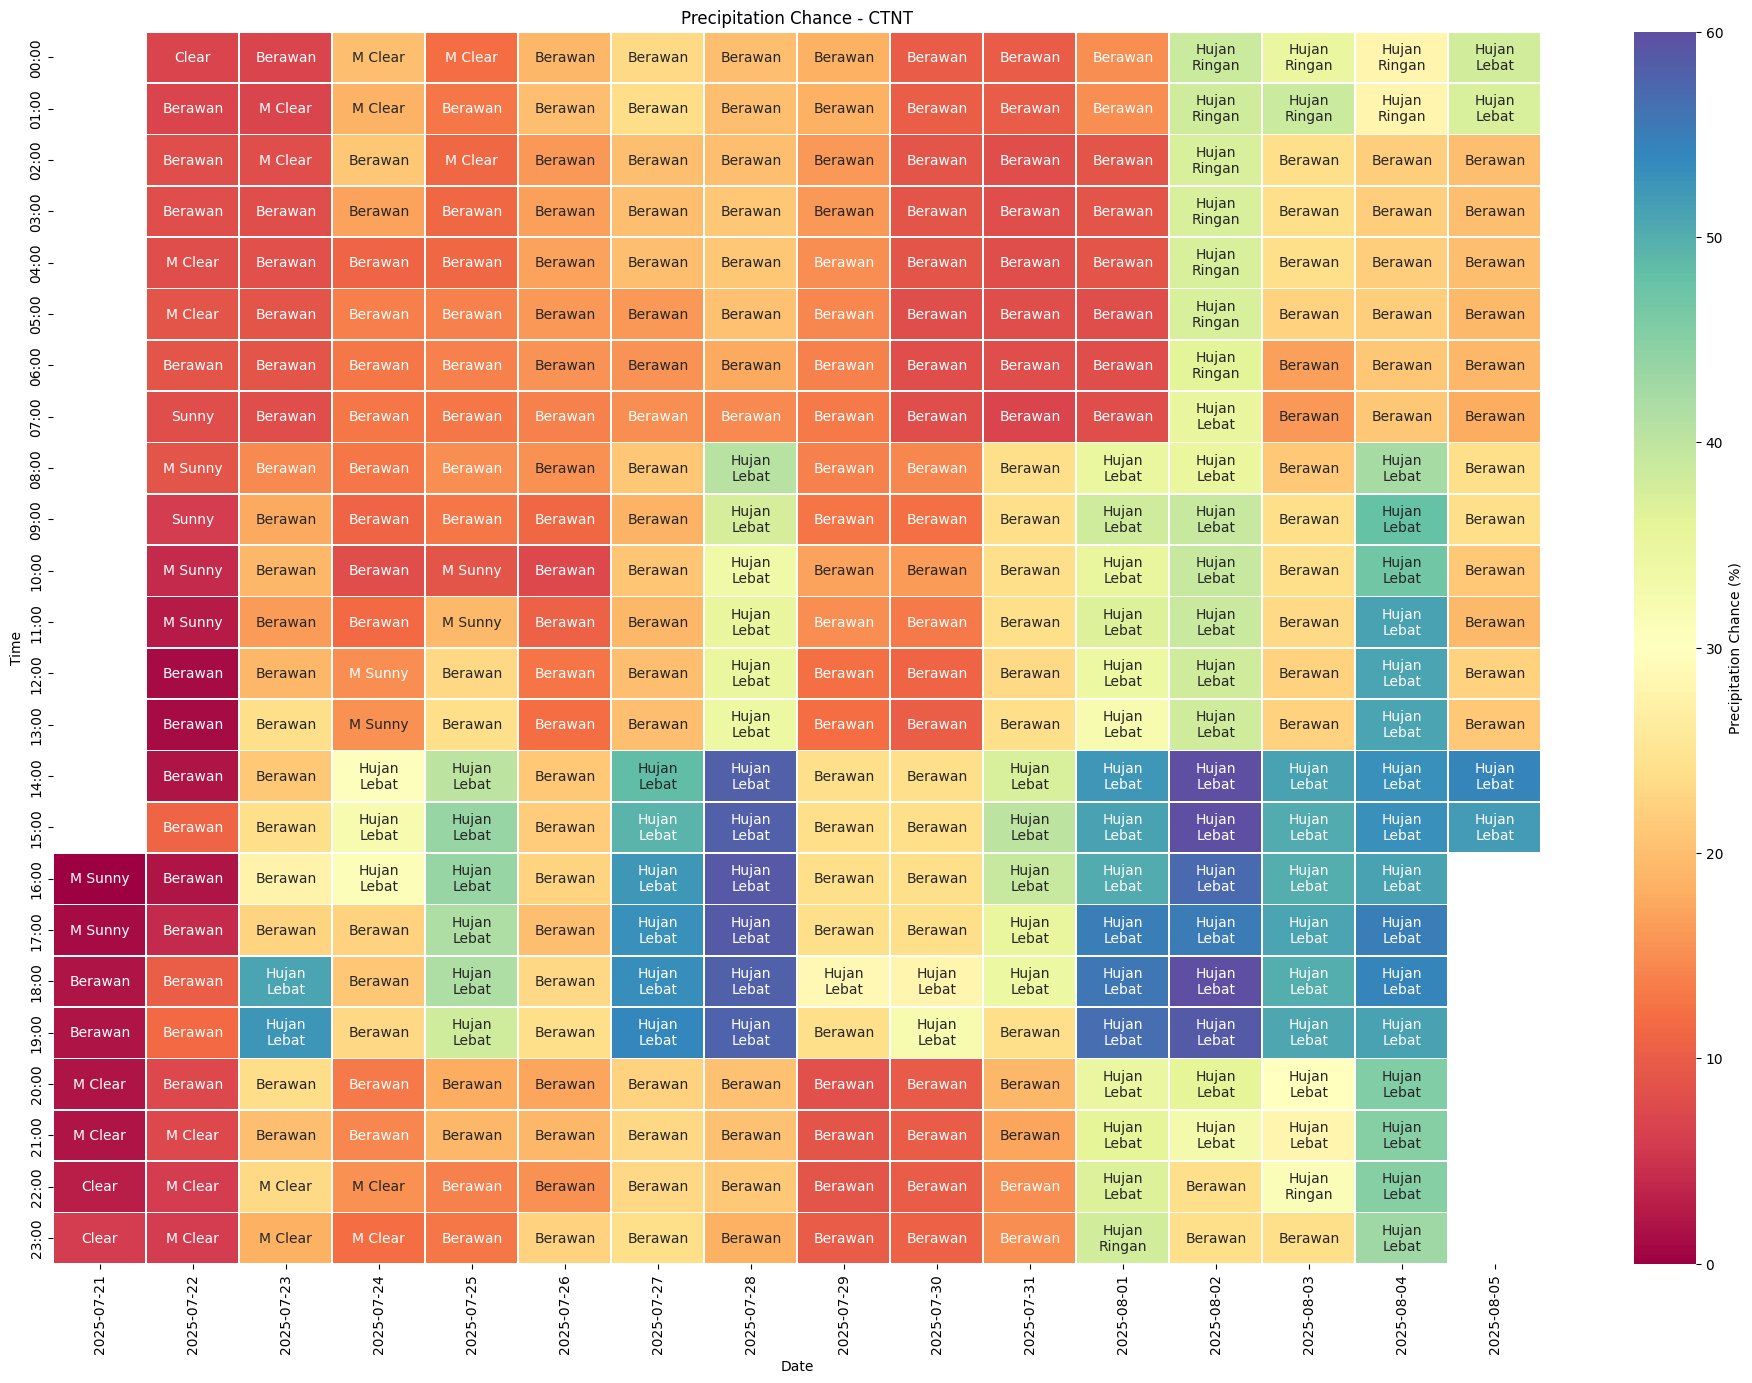 Precipitation Chance - CTNT
Time
00:00 Clear Berawan M Clear M Clear Berawan Berawan Berawan Berawan Berawan Berawan Berawan Hujan Ringan Hujan Ringan Hujan Ringan Hujan Lebat
01:00 Berawan M Clear M Clear Berawan Berawan Berawan Berawan Berawan Berawan Berawan Berawan Hujan Ringan Hujan Ringan Hujan Ringan Hujan Lebat
02:00 Berawan M Clear Berawan M Clear Berawan Berawan Berawan Berawan Berawan Berawan Berawan Hujan Ringan Berawan Berawan Berawan
03:00 Berawan Berawan Berawan Berawan Berawan Berawan Berawan Berawan Berawan Berawan Berawan Hujan Ringan Berawan Berawan Berawan
04:00 M Clear Berawan Berawan Berawan Berawan Berawan Berawan Berawan Berawan Berawan Berawan Hujan Ringan Berawan Berawan Berawan
05:00 M Clear Berawan Berawan Berawan Berawan Berawan Berawan Berawan Berawan Berawan Berawan Hujan Ringan Berawan Berawan Berawan
06:00 Berawan Berawan Berawan Berawan Berawan Berawan Berawan Berawan Berawan Berawan Berawan Hujan Ringan Berawan Berawan Berawan
07:00 Sunny Berawan Berawan Berawan Berawan Berawan Berawan Berawan Berawan Berawan Berawan Hujan Lebat Berawan Berawan Berawan
08:00 M Sunny Berawan Berawan Berawan Berawan Berawan Hujan Lebat Berawan Berawan Berawan Hujan Lebat Hujan Lebat Berawan Hujan Lebat Berawan
09:00 Sunny Berawan Berawan Berawan Berawan Berawan Hujan Lebat Berawan Berawan Berawan Hujan Lebat Hujan Lebat Berawan Hujan Lebat Berawan
10:00 M Sunny Berawan Berawan M Sunny Berawan Berawan Hujan Lebat Berawan Berawan Berawan Hujan Lebat Hujan Lebat Berawan Hujan Lebat Berawan
11:00 M Sunny Berawan Berawan M Sunny Berawan Berawan Hujan Lebat Berawan Berawan Berawan Hujan Lebat Hujan Lebat Berawan Hujan Lebat Berawan
12:00 Berawan Berawan M Sunny Berawan Berawan Berawan Hujan Lebat Berawan Berawan Berawan Hujan Lebat Hujan Lebat Berawan Hujan Lebat Berawan
13:00 Berawan Berawan M Sunny Berawan Berawan Berawan Hujan Lebat Berawan Berawan Berawan Hujan Lebat Hujan Lebat Berawan Hujan Lebat Berawan
14:00 Berawan Berawan Hujan Lebat Hujan Lebat Berawan Hujan Lebat Hujan Lebat Berawan Berawan Hujan Lebat Hujan Lebat Hujan Lebat Hujan Lebat Hujan Lebat Hujan Lebat
15:00 Berawan Berawan Hujan Lebat Hujan Lebat Berawan Hujan Lebat Hujan Lebat Berawan Berawan Hujan Lebat Hujan Lebat Hujan Lebat Hujan Lebat Hujan Lebat Hujan Lebat
16:00 M Sunny Berawan Berawan Hujan Lebat Hujan Lebat Berawan Hujan Lebat Hujan Lebat Berawan Berawan Hujan Lebat Hujan Lebat Hujan Lebat Hujan Lebat Hujan Lebat
17:00 M Sunny Berawan Berawan Berawan Hujan Lebat Berawan Hujan Lebat Hujan Lebat Berawan Berawan Hujan Lebat Hujan Lebat Hujan Lebat Hujan Lebat Hujan Lebat
18:00 Berawan Berawan Hujan Lebat Berawan Hujan Lebat Berawan Hujan Lebat Hujan Lebat Hujan Lebat Hujan Lebat Hujan Lebat Hujan Lebat Hujan Lebat Hujan Lebat Hujan Lebat
19:00 Berawan Berawan Hujan Lebat Berawan Hujan Lebat Berawan Hujan Lebat Hujan Lebat Berawan Hujan Lebat Berawan Hujan Lebat Hujan Lebat Hujan Lebat Hujan Lebat
20:00 M Clear Berawan Berawan Berawan Berawan Berawan Berawan Berawan Berawan Berawan Berawan Hujan Lebat Hujan Lebat Hujan Lebat Hujan Lebat
21:00 M Clear M Clear Berawan Berawan Berawan Berawan Berawan Berawan Berawan Berawan Berawan Hujan Lebat Hujan Lebat Hujan Lebat Hujan Lebat
22:00 Clear M Clear M Clear M Clear Berawan Berawan Berawan Berawan Berawan Berawan Berawan Hujan Lebat Berawan Hujan Ringan Hujan Lebat
23:00 Clear M Clear M Clear M Clear Berawan Berawan Berawan Berawan Berawan Berawan Berawan Hujan Ringan Berawan Berawan Hujan Lebat
2025-07-21 2025-07-22 2025-07-23 2025-07-24 2025-07-25 2025-07-26 2025-07-27 2025-07-28 2025-07-29 2025-07-30 2025-07-31 2025-08-01 2025-08-02 2025-08-03 2025-08-04 2025-08-05
Date
60
50
40
30
20
10
0
Precipitation Chance (%)